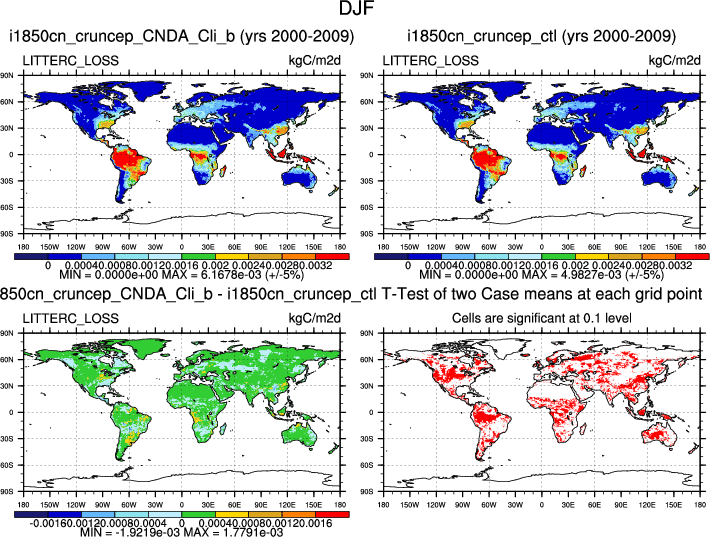 DJF
i1850cn_cruncep_CNDA_Cli_b (yrs 2000-2009)
i1850cn_cruncep_ctl (yrs 2000-2009)
LITTERC_LOSS kgC/m2d
LITTERC_LOSS kgC/m2d
90N
60N
30N
0
30S
60S
90S
180 150W 120W 90W 60W 30W 0 30E 60E 90E 120E 150E 180
90N
60N
30N
0
30S
60S
90S
180 150W 120W 90W 60W 30W 0 30E 60E 90E 120E 150E 180
0 0.00040.00080.00120.0016 0.002 0.00240.00280.0032
MIN = 0.0000e+00 MAX = 6.1678e-03 (+/-5%)
0 0.00040.00080.00120.0016 0.002 0.00240.00280.0032
MIN = 0.0000e+00 MAX = 4.9827e-03 (+/-5%)
850cn_cruncep_CNDA_Cli_b - i1850cn_cruncep_ctl
T-Test of two Case means at each grid point
LITTERC_LOSS kgC/m2d
Cells are significant at 0.1 level
90N
60N
30N
0
30S
60S
90S
180 150W 120W 90W 60W 30W 0 30E 60E 90E 120E 150E 180
90N
60N
30N
0
30S
60S
90S
180 150W 120W 90W 60W 30W 0 30E 60E 90E 120E 150E 180
-0.00160.00120.00080.0004 0 0.00040.00080.00120.0016
MIN = -1.9219e-03 MAX = 1.7791e-03